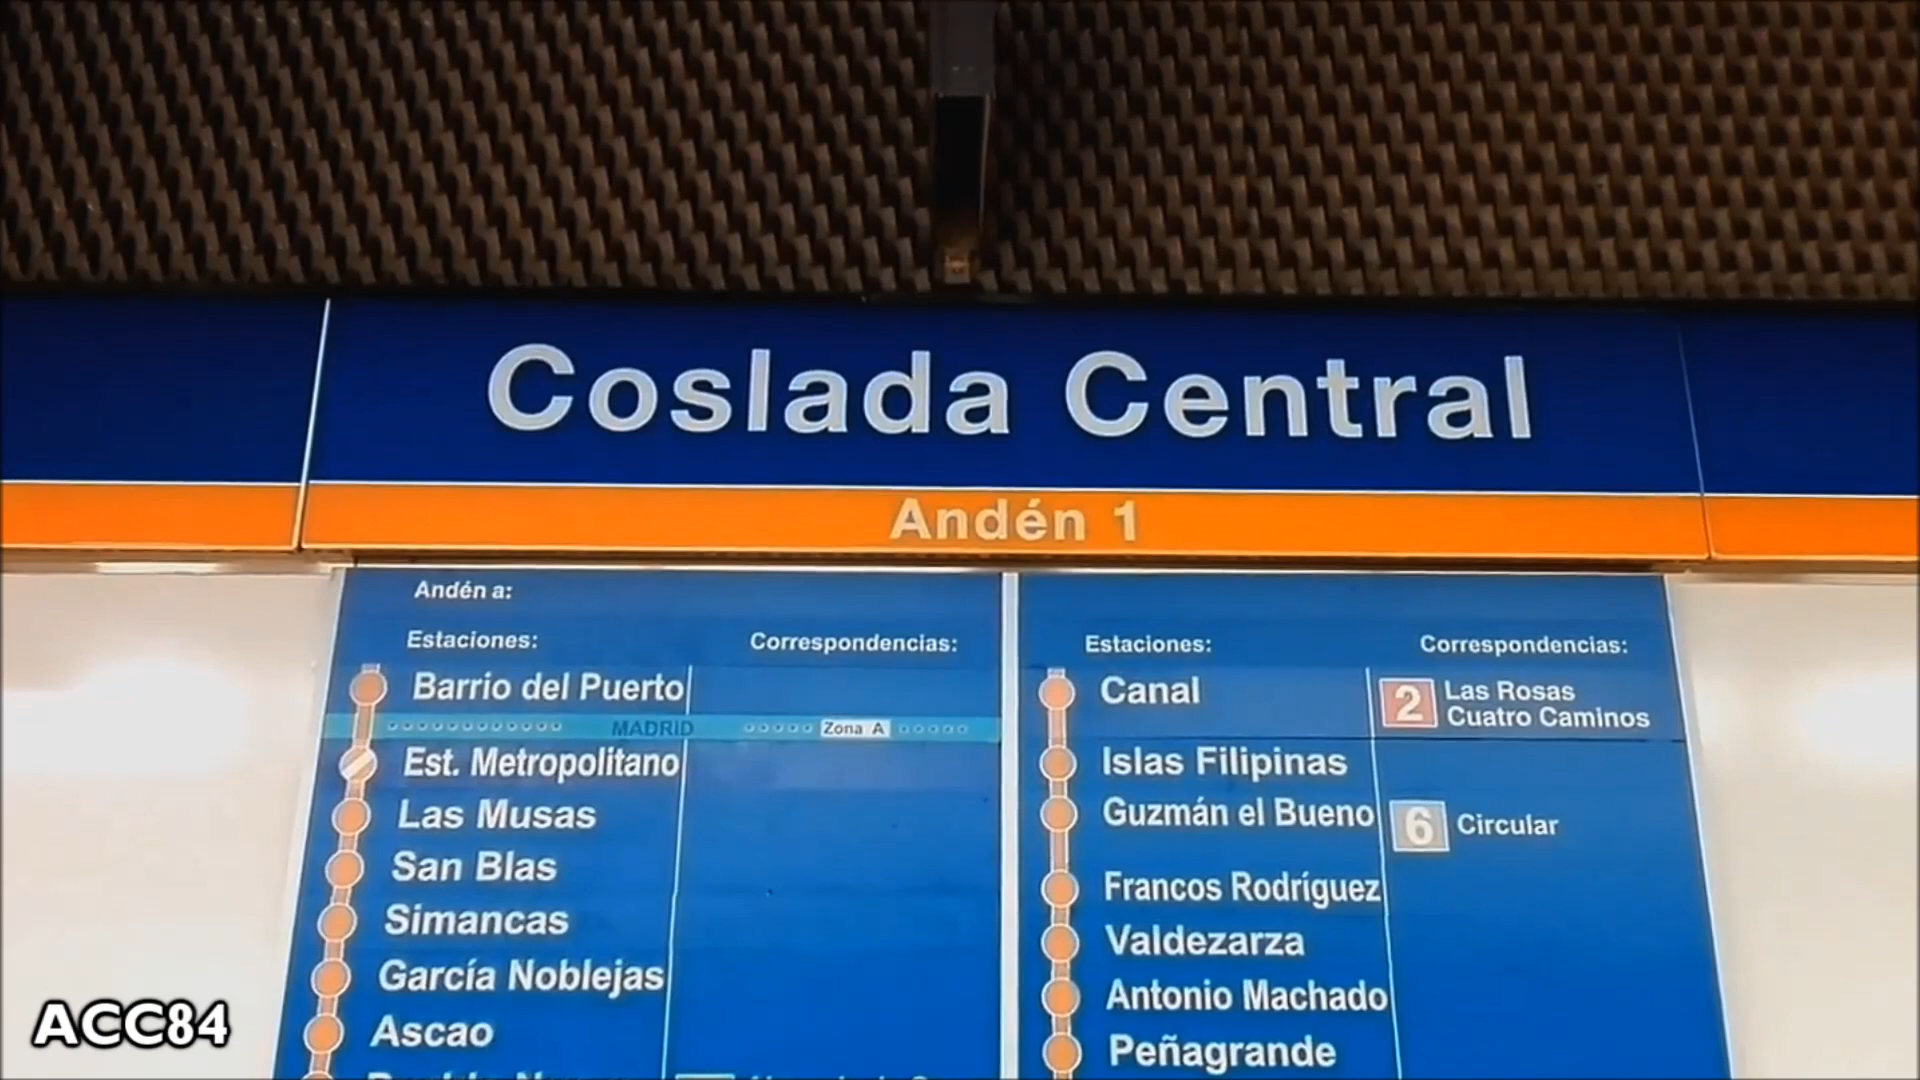 Coslada Central
Andén 1
Andén a:
Estaciones:
Correspondencias:
Barrio del Puerto
MADRID
Zona A
Est. Metropolitano
Las Musas
San Blas
Simancas
García Noblejas
Ascao
Estaciones:
Correspondencias:
Canal
2
Las Rosas
Cuatro Caminos
Islas Filipinas
Guzmán el Bueno
6
Circular
Francos Rodríguez
Valdezarza
Antonio Machado
Peñagrande
ACC84